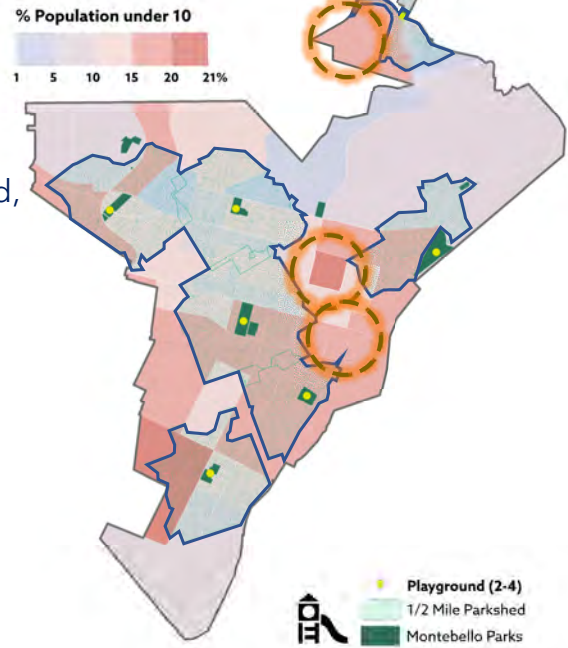 % Population under 10
1 5 10 15 20 21%
d,
Playground (2-4)
1/2 Mile Parkshed
Montebello Parks